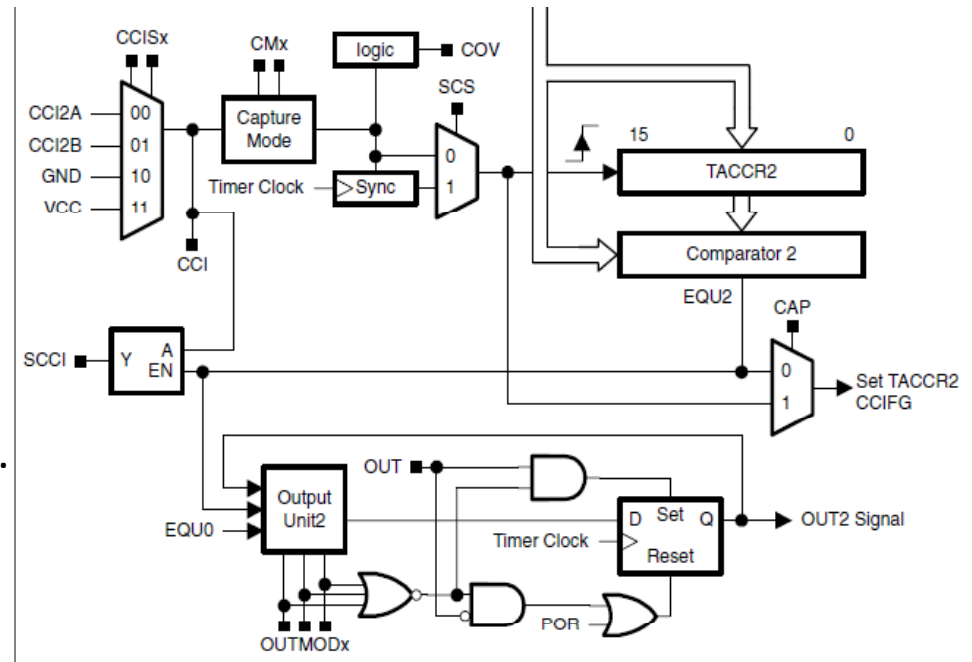 CCISx
CMx
logic
COV
SCS
CCI2A
00
Capture
Mode
CCI2B
01
GND
10
VCC
11
Timer Clock
Sync
0
1
15
0
TACCR2
Comparator 2
EQU2
CCI
CAP
SCCI
Y
A
EN
0
1
Set TACCR2
CCIFG
OUT
Output
Unit2
EQU0
D
Set
Q
OUT2 Signal
Timer Clock
Reset
POR
OUTMODx